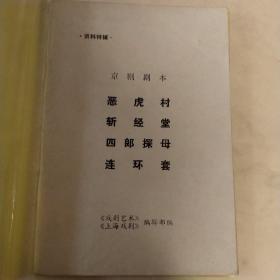 ·资料特辑·
京剧剧本
恶虎村
斩经堂
四郎探母
连环套
《戏剧艺术》
《上海戏剧》 编辑部编